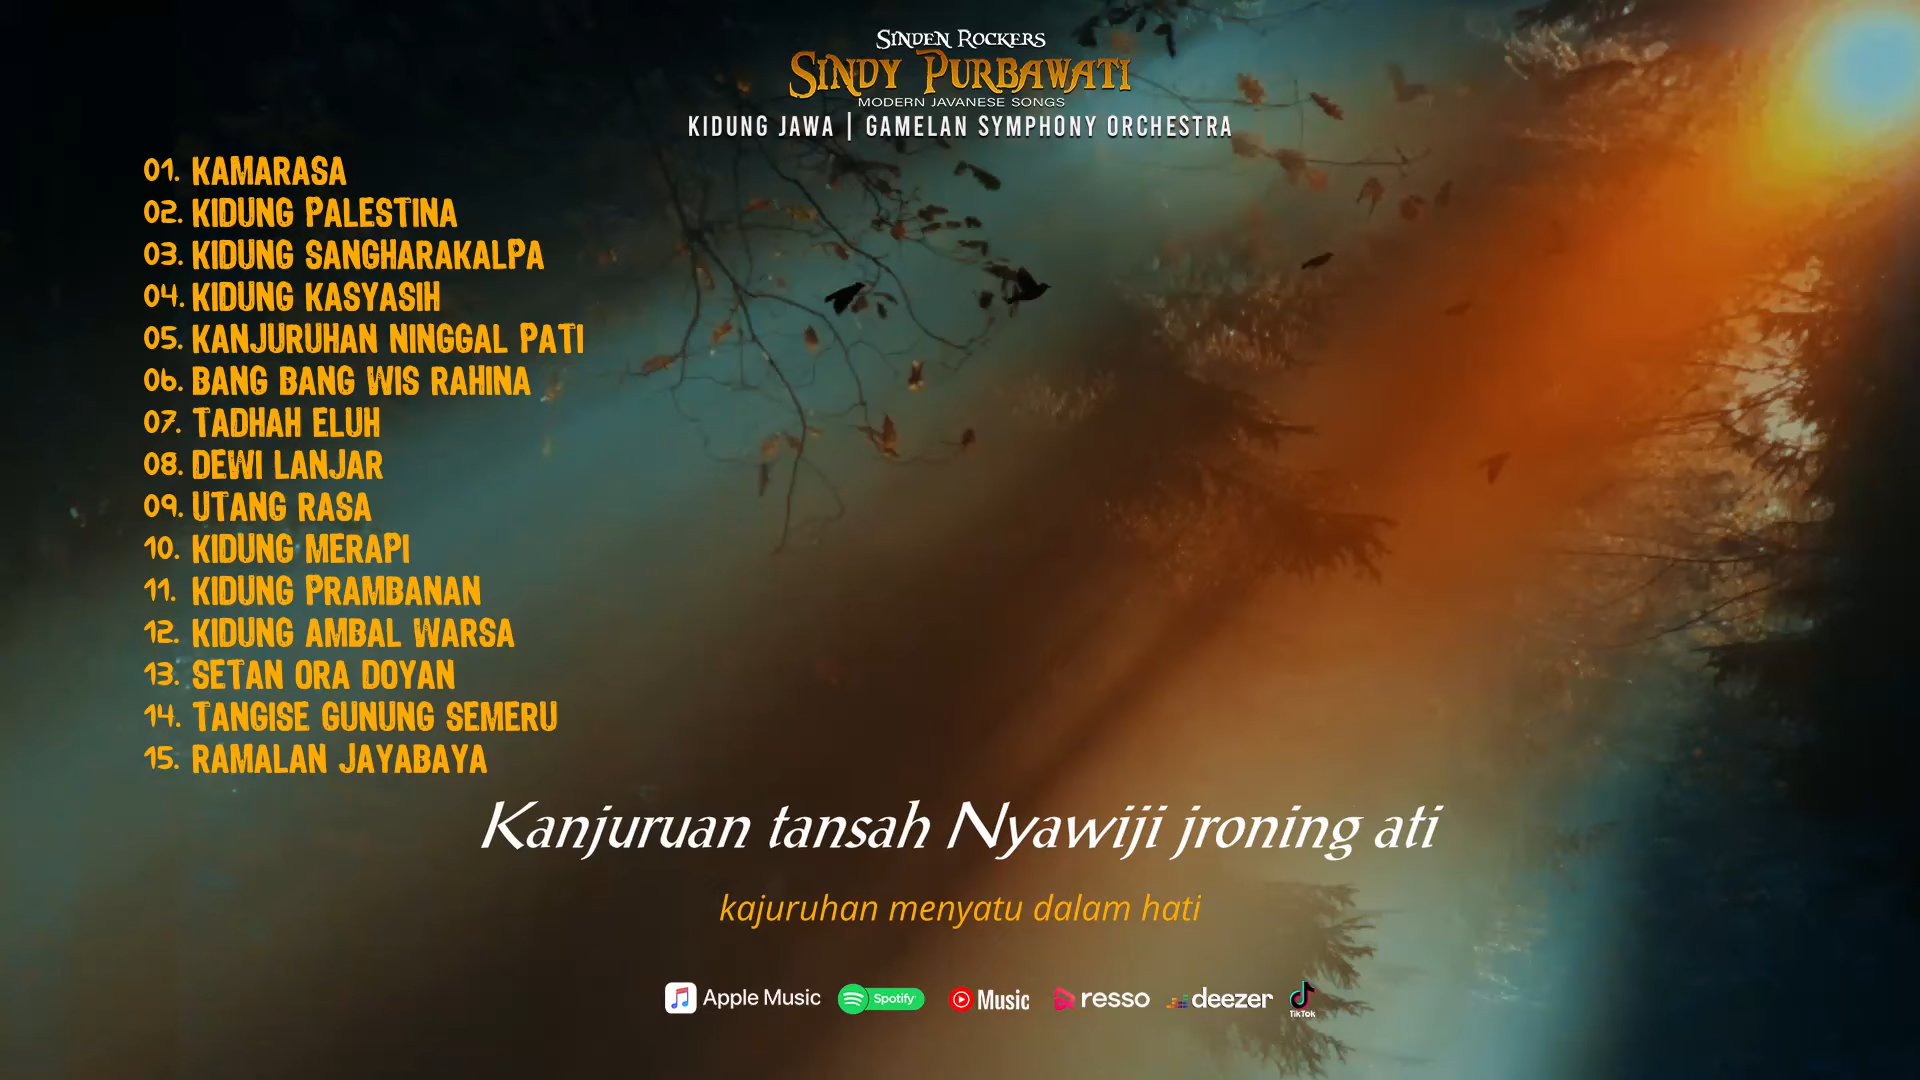 SINDEN ROCKERS
SINDY PURBAWATI
MODERN JAVANESE SONGS
KIDUNG JAWA | GAMELAN SYMPHONY ORCHESTRA
01. KAMARASA
02. KIDUNG PALESTINA
03. KIDUNG SANGHARAKALPA
04. KIDUNG KASYASIH
05. KANJURUHAN NINGGAL PATI
06. BANG BANG WIS RAHINA
07. TADHAH ELUH
08. DEWI LANJAR
09. UTANG RASA
10. KIDUNG MERAPI
11. KIDUNG PRAMBANAN
12. KIDUNG AMBAL WARSA
13. SETAN ORA DOYAN
14. TANGISE GUNUNG SEMERU
15. RAMALAN JAYABAYA
Kanjuruan tansah Nyawiji jroning ati
kajuruhan menyatu dalam hati
Apple Music Spotify Music resso deezer TikTok